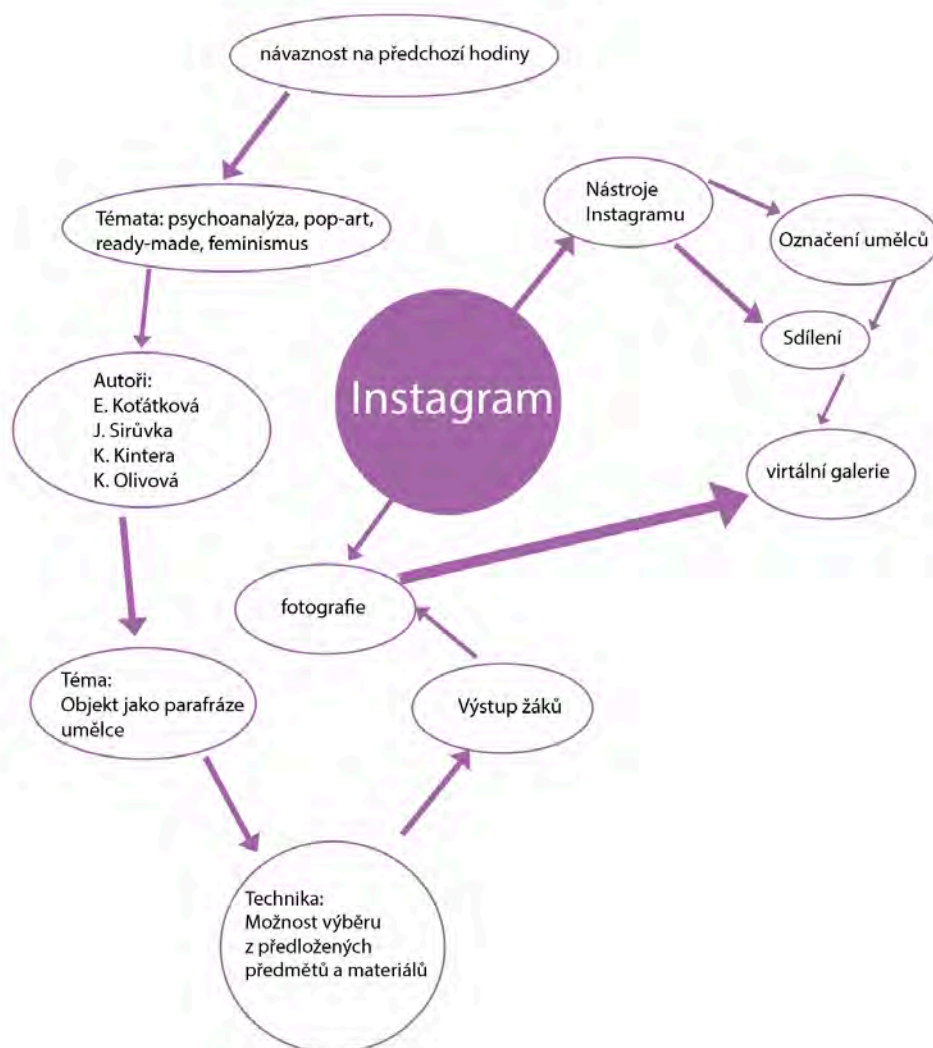 návaznost na předchozí hodiny
Témata: psychoanalýza, pop-art,
ready-made, feminismus
Autoři:
E. Koťátková
J. Sirůvka
K. Kintera
K. Olivová
Téma:
Objekt jako parafráze
umělce
Technika:
Možnost výběru
z předložených
předmětů a materiálů
Výstup žáků
fotografie
Instagram
Nástroje
Instagramu
Označení umělců
Sdílení
virtální galerie